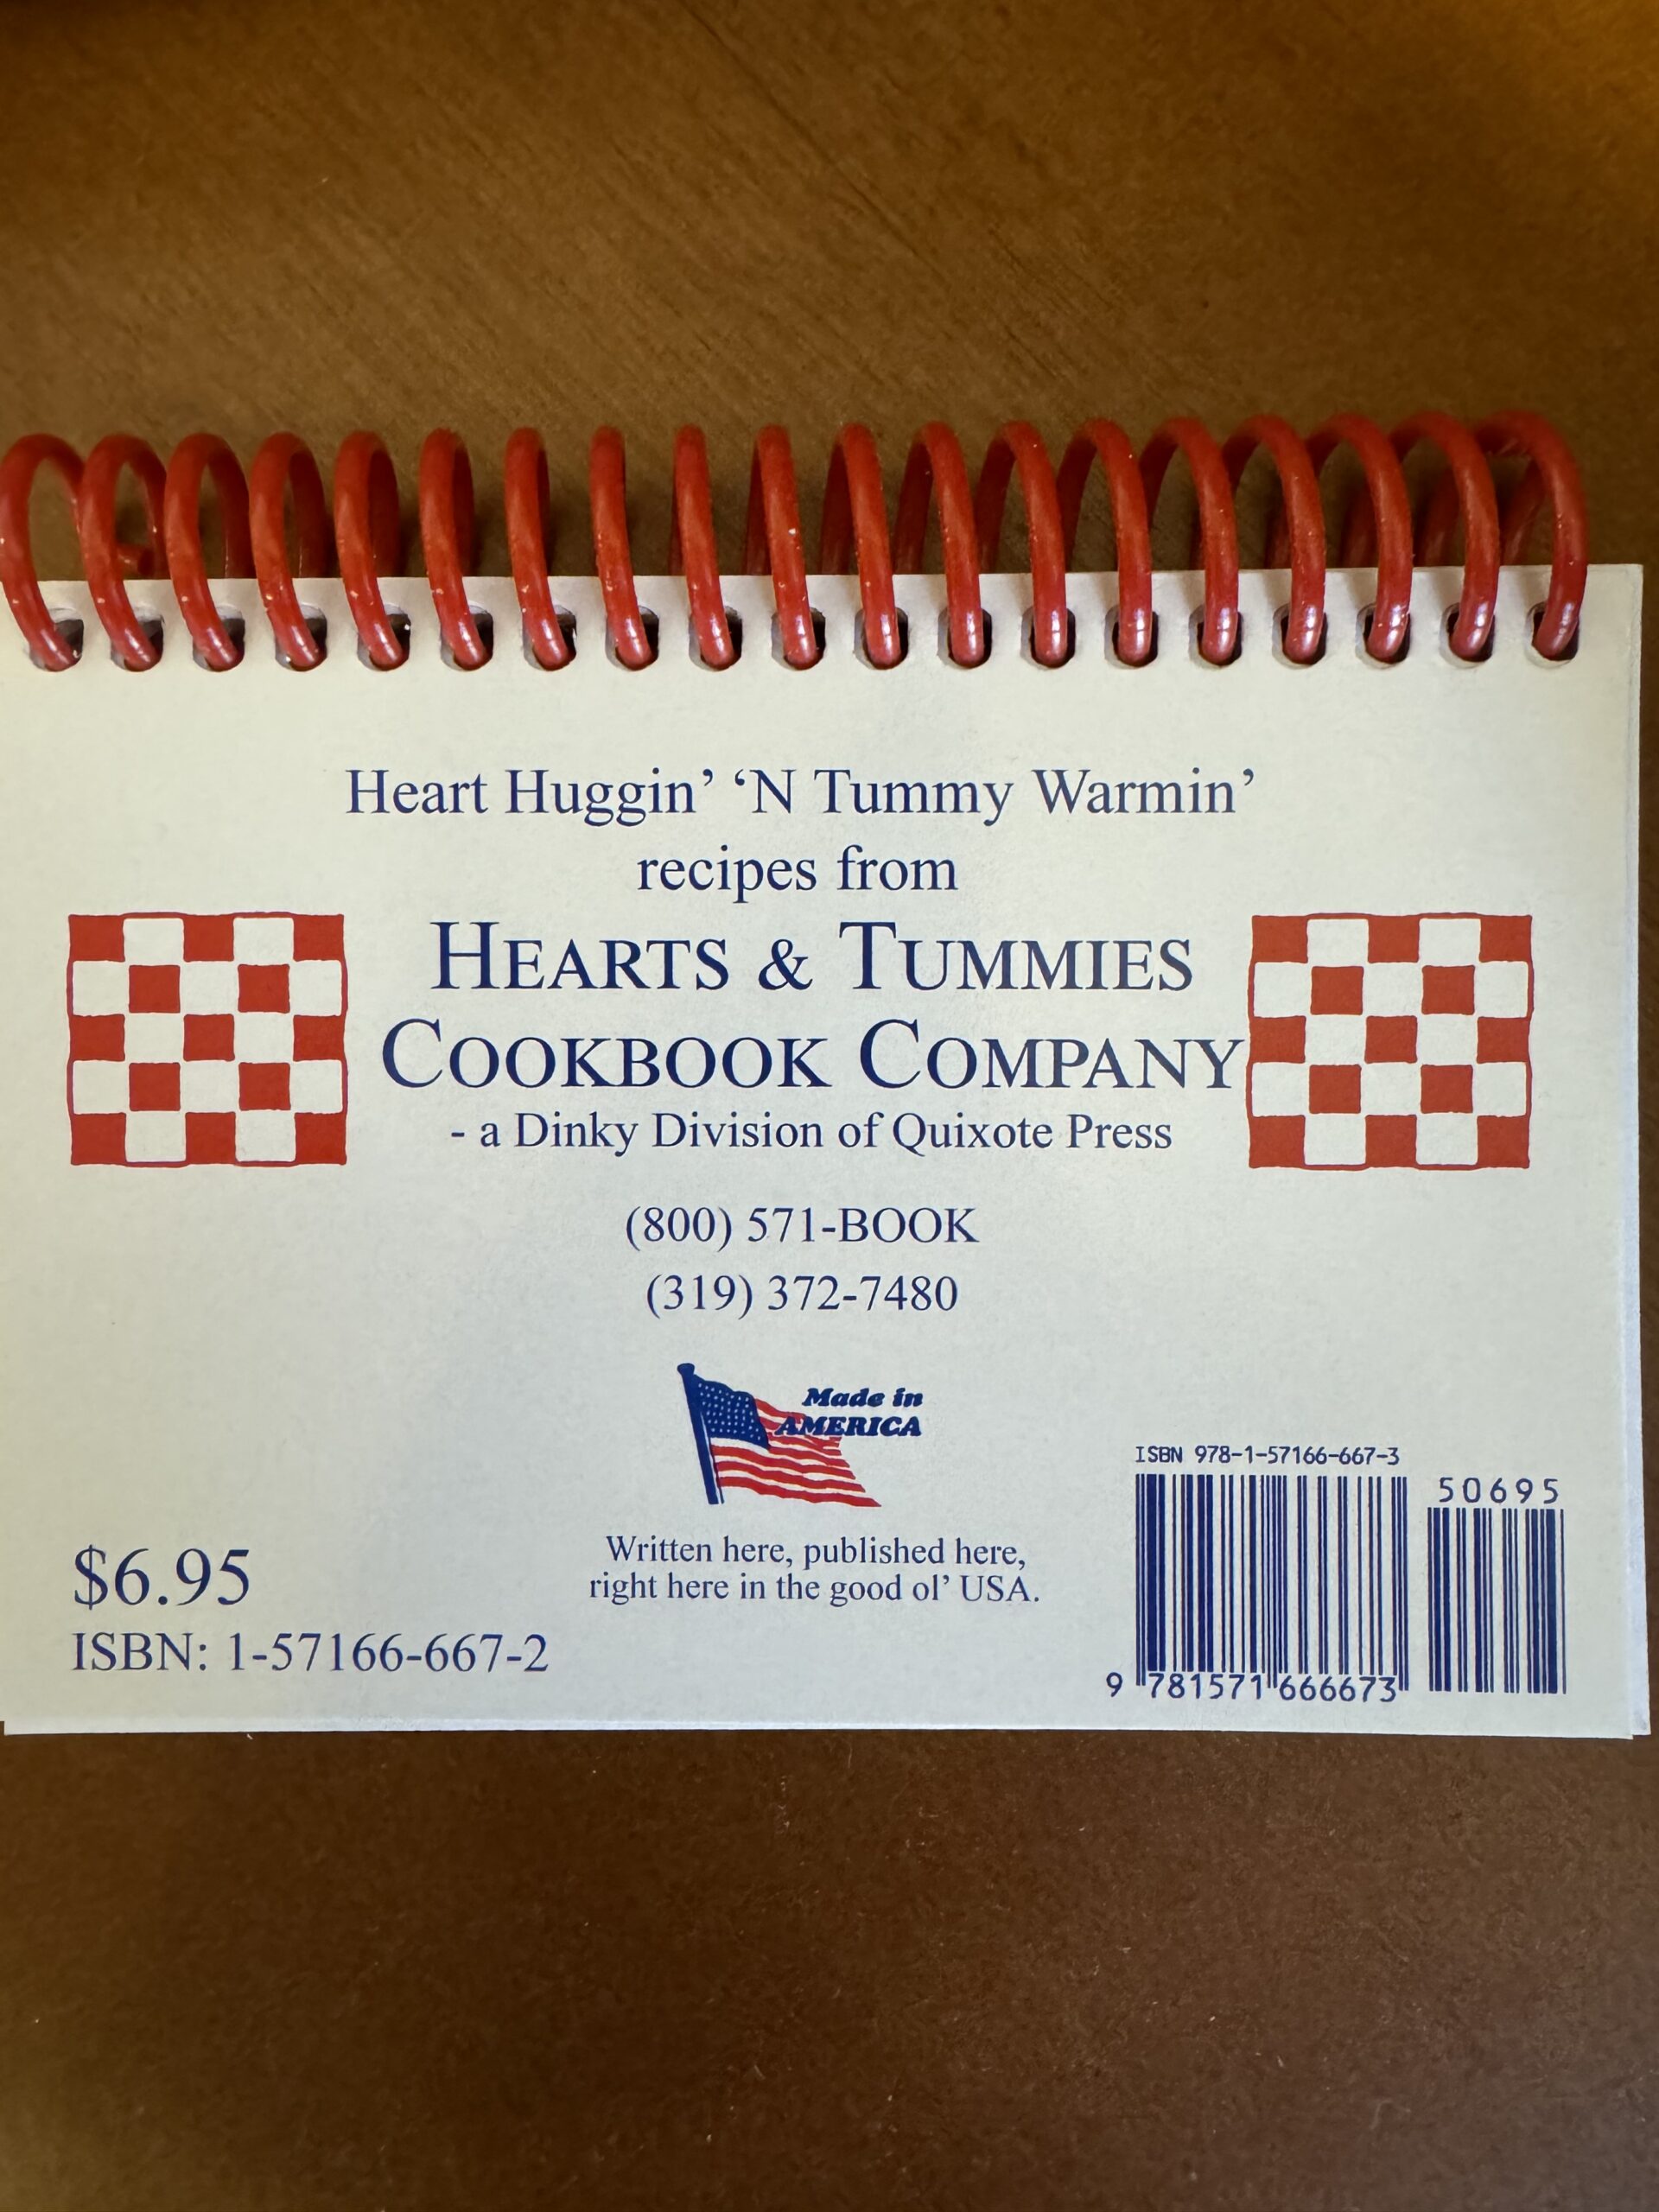 Heart Huggin’ ‘N Tummy Warmin’
recipes from
HEARTS & TUMMIES
COOKBOOK COMPANY
- a Dinky Division of Quixote Press
(800) 571-BOOK
(319) 372-7480
Made in
AMERICA
Written here, published here,
right here in the good ol’ USA.
$6.95
ISBN: 1-57166-667-2
ISBN 978-1-57166-667-3
50695
9 781571 666673